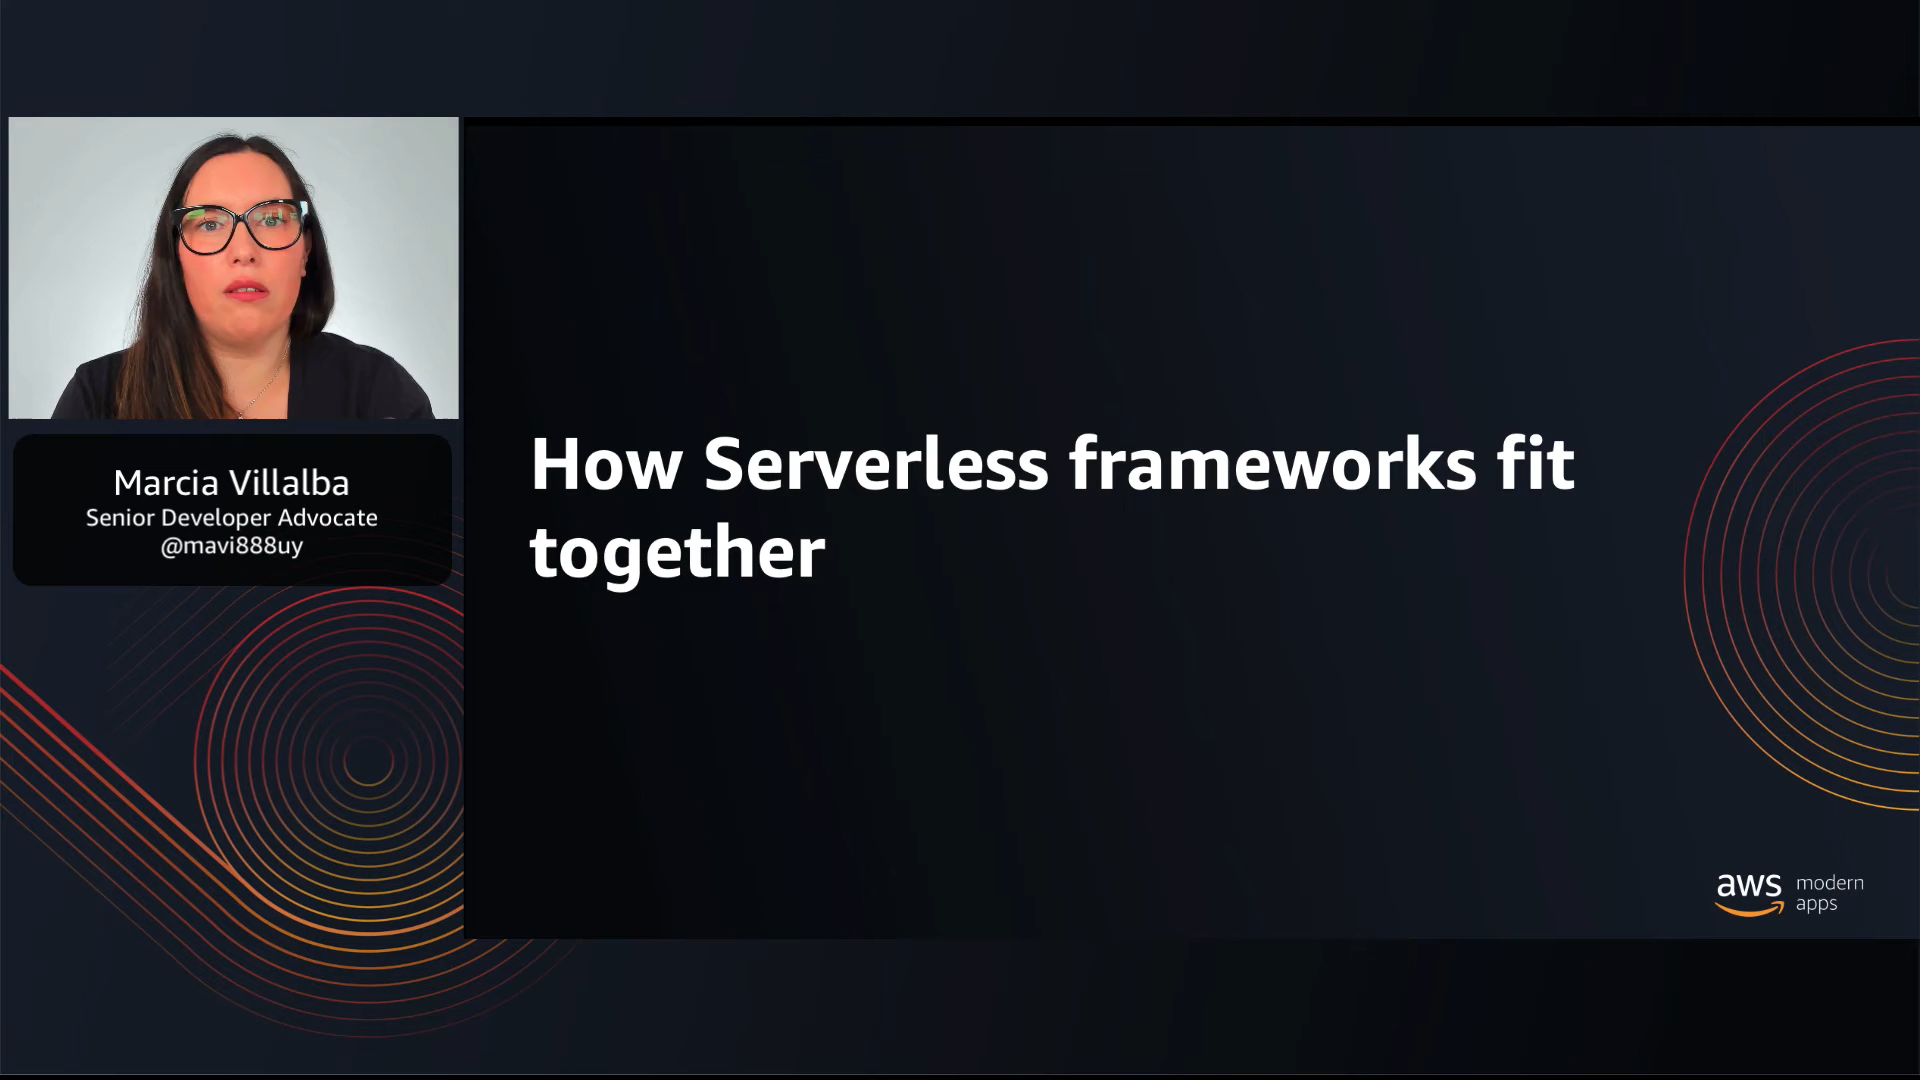 Marcia Villalba
Senior Developer Advocate
@mavi888uy
How Serverless frameworks fit
together
aws modern
apps